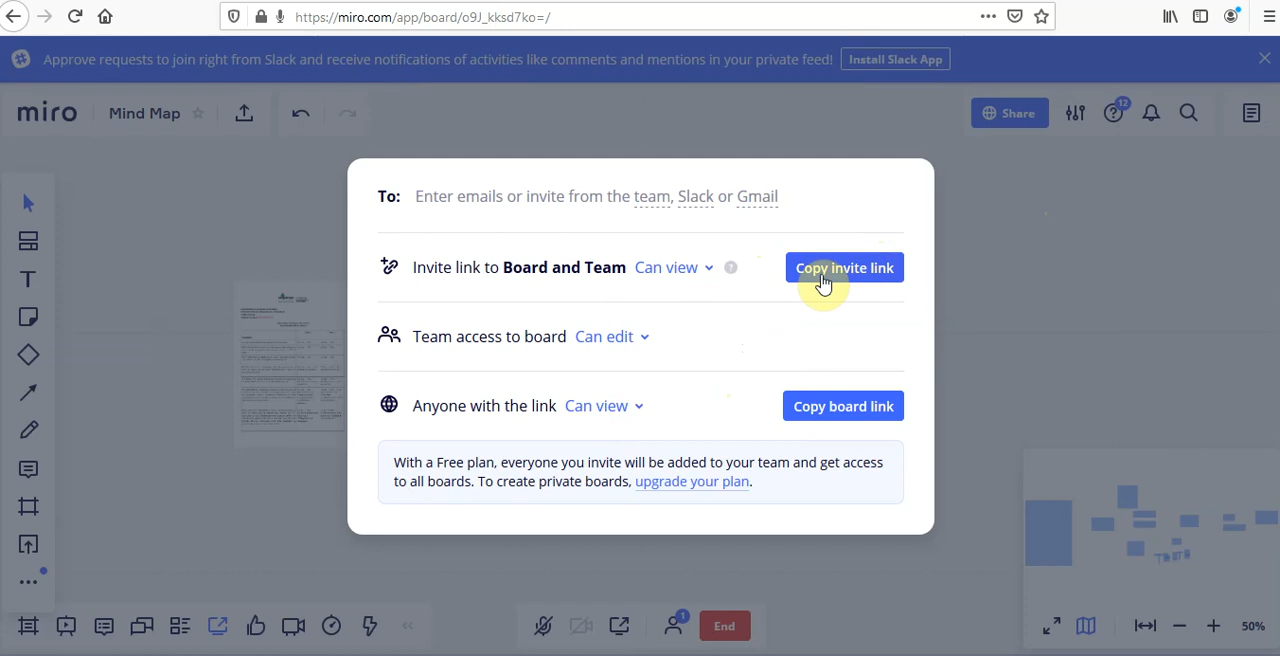 https://miro.com/app/board/o9J_kksd7ko=/
Approve requests to join right from Slack and receive notifications of activities like comments and mentions in your private feed! Install Slack App
miro Mind Map Share 12
To: Enter emails or invite from the team, Slack or Gmail
Invite link to Board and Team Can view ? Copy invite link
Team access to board Can edit
Anyone with the link Can view Copy board link
With a Free plan, everyone you invite will be added to your team and get access
to all boards. To create private boards, upgrade your plan.
1 End 50%